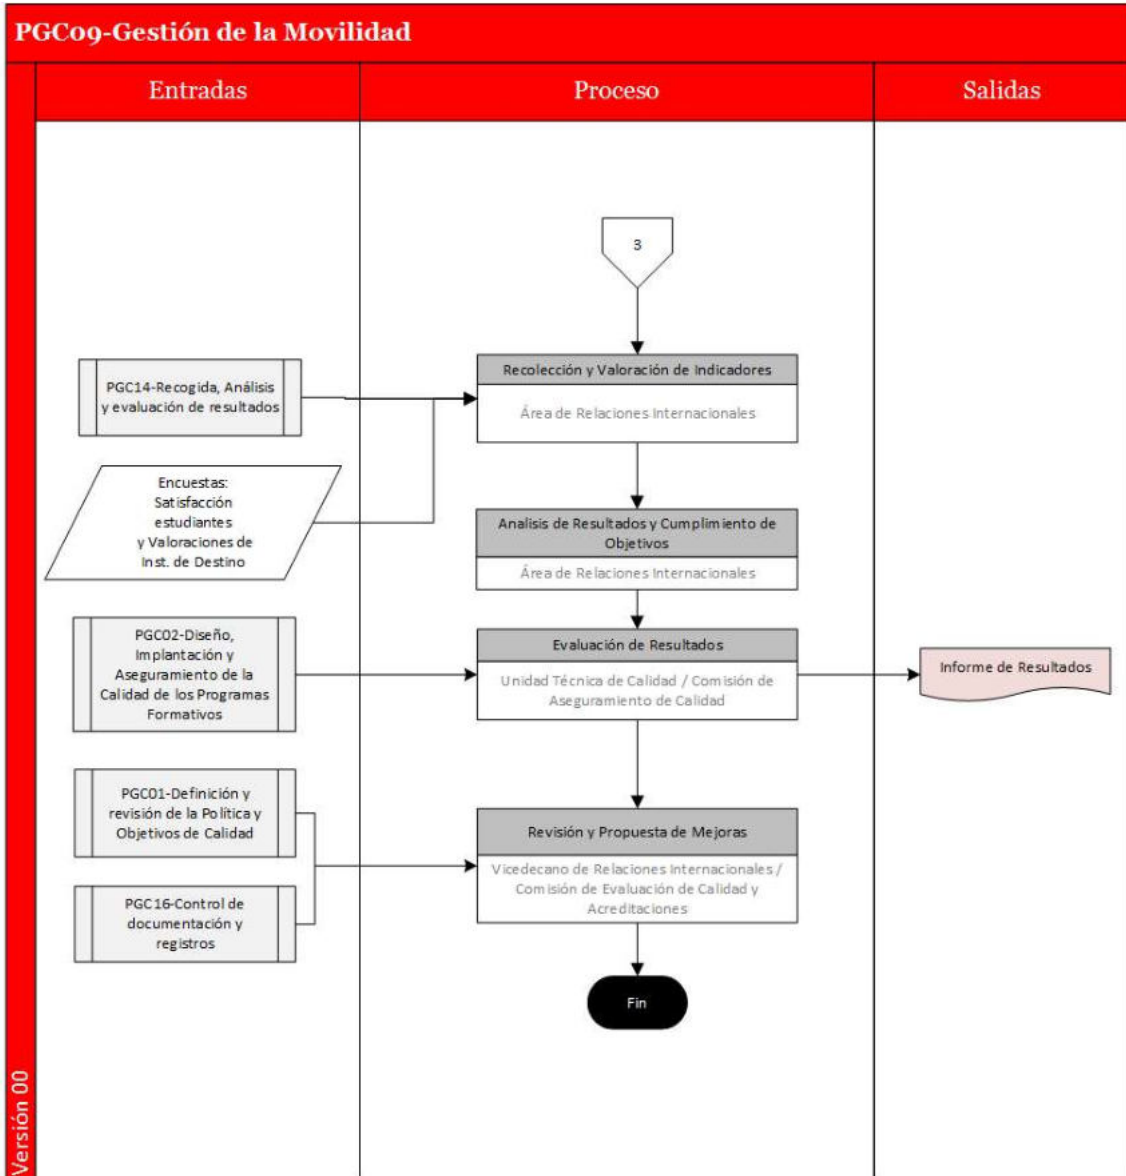 PGC09-Gestión de la Movilidad
Entradas
Proceso
Salidas
3
PGC14-Recogida, Análisis
y evaluación de resultados
Recolección y Valoración de Indicadores
Área de Relaciones Internacionales
Encuestas:
Satisfacción
estudiantes
y Valoraciones de
Inst. de Destino
Analisis de Resultados y Cumplimiento de
Objetivos
Área de Relaciones Internacionales
PGC02-Diseño,
Implantación y
Aseguramiento de la
Calidad de los Programas
Formativos
Evaluación de Resultados
Unidad Técnica de Calidad / Comisión de
Aseguramiento de Calidad
Informe de Resultados
PGC01-Definición y
revisión de la Política y
Objetivos de Calidad
Revisión y Propuesta de Mejoras
Vicedecano de Relaciones Internacionales /
Comisión de Evaluación de Calidad y
Acreditaciones
PGC16-Control de
documentación y
registros
Fin
Versión 00